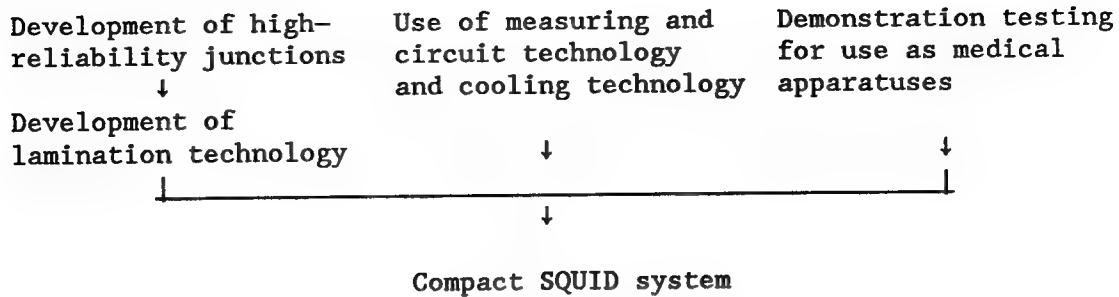 Development of high-
reliability junctions
↓
Development of
lamination technology
Use of measuring and
circuit technology
and cooling technology
↓
Demonstration testing
for use as medical
apparatuses
↓
↓
Compact SQUID system